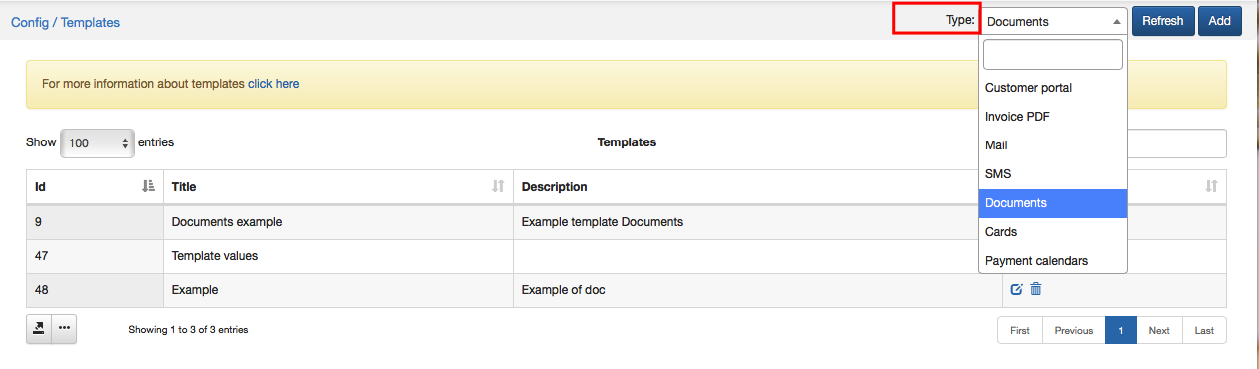 Config / Templates
Type:
Documents
Refresh
Add
Customer portal
Invoice PDF
Mail
SMS
Documents
Cards
Payment calendars
For more information about templates click here
Show 100 entries
Templates
Id Title Description
9 Documents example Example template Documents
47 Template values
48 Example Example of doc
Showing 1 to 3 of 3 entries
First Previous 1 Next Last